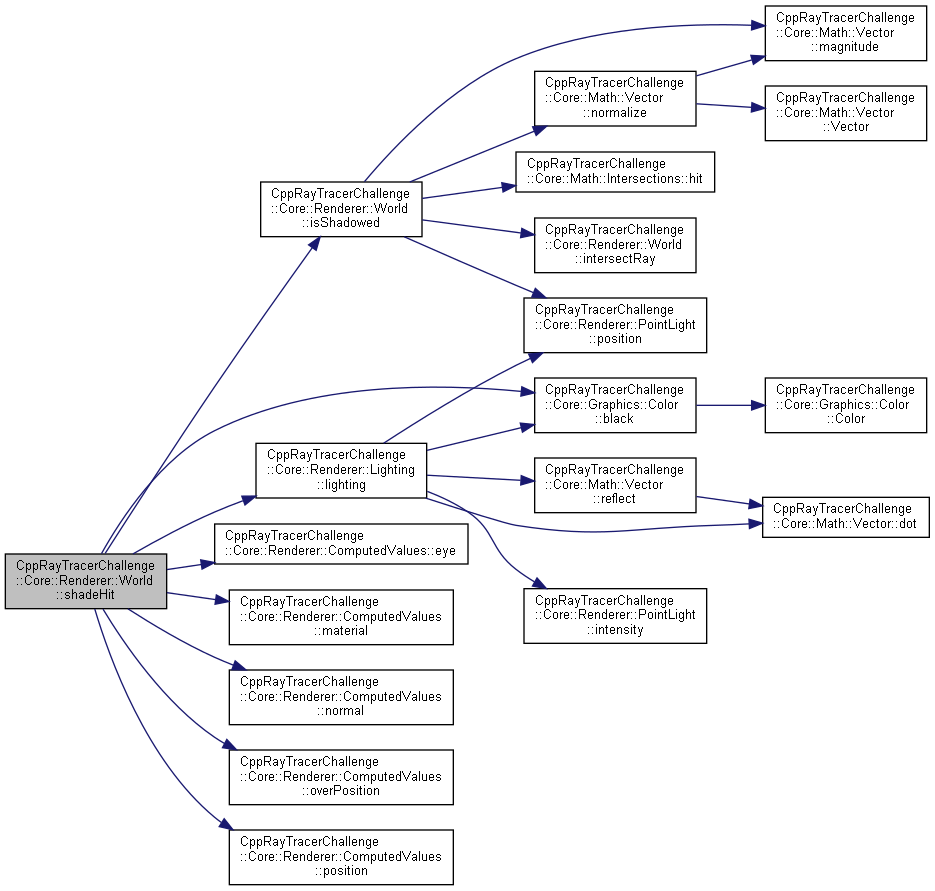 CppRayTracerChallenge
::Core::Math::Vector
::magnitude
CppRayTracerChallenge
::Core::Math::Vector
::normalize
CppRayTracerChallenge
::Core::Math::Vector
::Vector
CppRayTracerChallenge
::Core::Math::Intersections::hit
CppRayTracerChallenge
::Core::Renderer::World
::isShadowed
CppRayTracerChallenge
::Core::Renderer::World
::intersectRay
CppRayTracerChallenge
::Core::Renderer::PointLight
::position
CppRayTracerChallenge
::Core::Graphics::Color
::black
CppRayTracerChallenge
::Core::Graphics::Color
::Color
CppRayTracerChallenge
::Core::Renderer::Lighting
::lighting
CppRayTracerChallenge
::Core::Math::Vector
::reflect
CppRayTracerChallenge
::Core::Math::Vector::dot
CppRayTracerChallenge
::Core::Renderer::ComputedValues::eye
CppRayTracerChallenge
::Core::Renderer::World
::shadeHit
CppRayTracerChallenge
::Core::Renderer::ComputedValues
::material
CppRayTracerChallenge
::Core::Renderer::PointLight
::intensity
CppRayTracerChallenge
::Core::Renderer::ComputedValues
::normal
CppRayTracerChallenge
::Core::Renderer::ComputedValues
::overPosition
CppRayTracerChallenge
::Core::Renderer::ComputedValues
::position